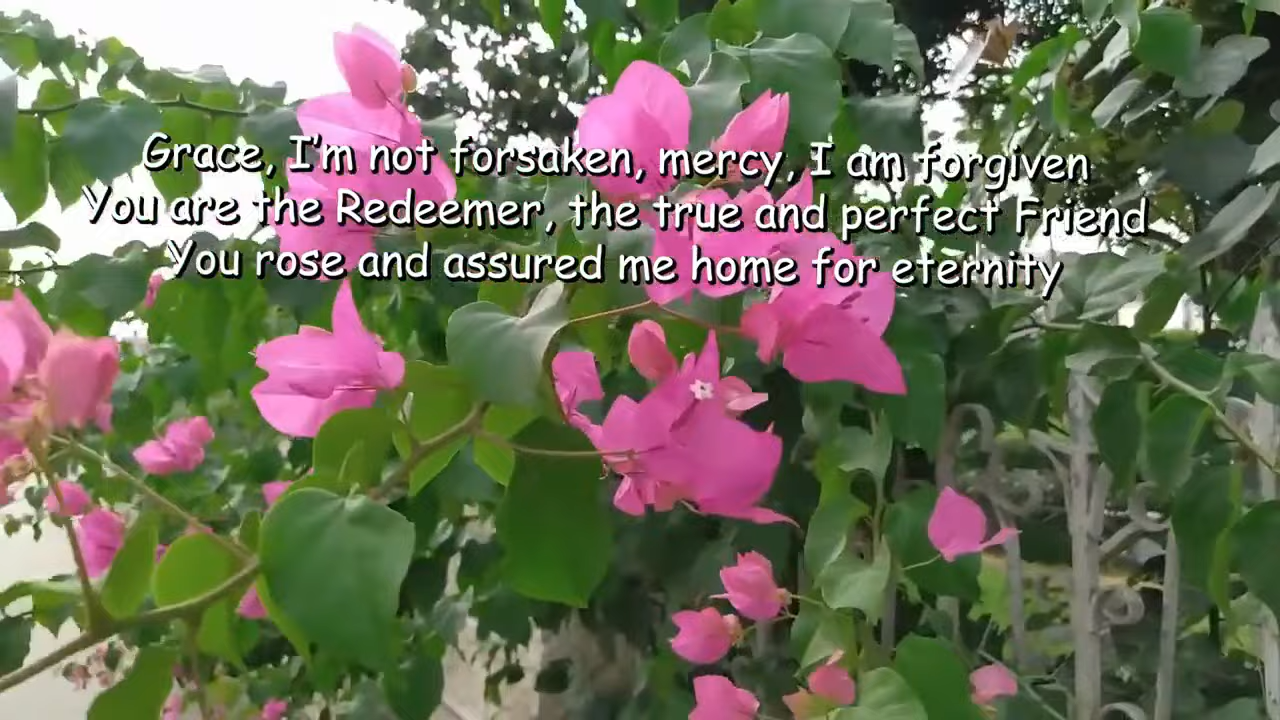 Grace, I'm not forsaken, mercy, I am forgiven
You are the Redeemer, the true and perfect Friend
You rose and assured me home for eternity